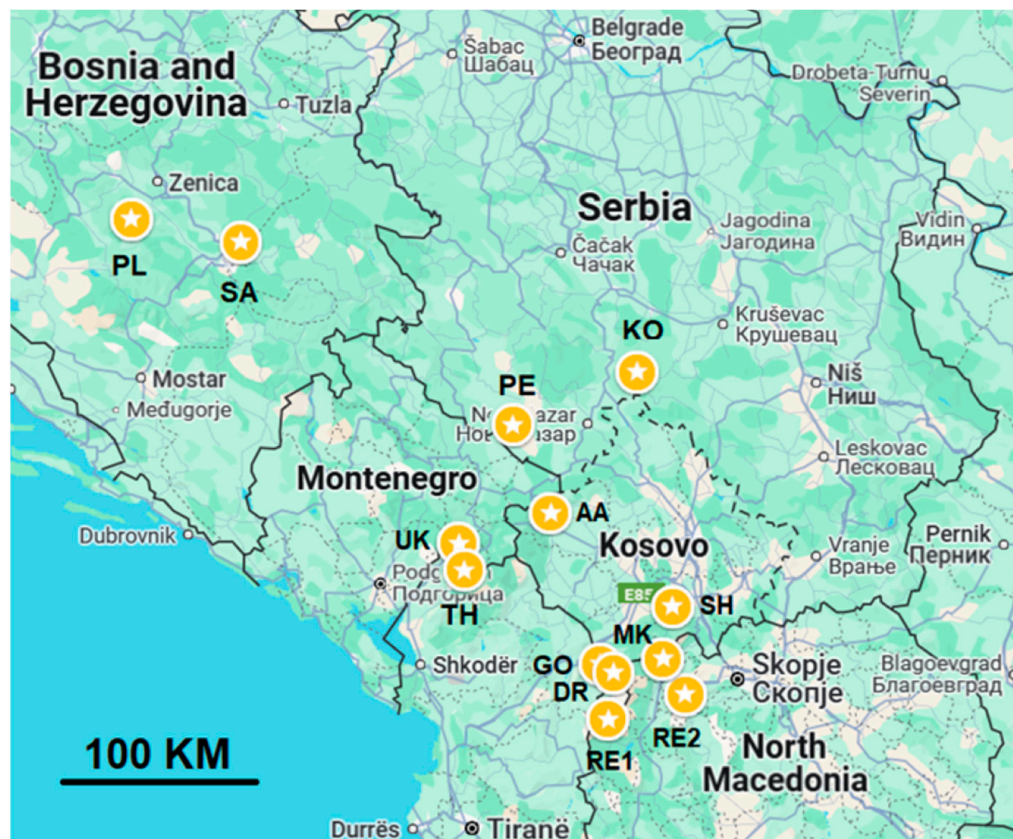 Belgrade
Београд
Šabac
Шабац
Bosnia and
Herzegovina
Drobeta-Turnu
Severin
Tuzla
Zenica
Serbia
Jagodina
Јагодина
Vidin
Видин
PL
SA
Čačak
Чачак
KO
Kruševac
Крушевац
Mostar
PE
Niš
Ниш
Međugorje
Leskovac
Лесковац
Montenegro
AA
Dubrovnik
UK
Kosovo
Pernik
Перник
Vranje
Врање
Подгорица
E85
SH
TH
MK
Shkodër
GO
Skopje
Скопје
Blagoevgrad
Благоевград
DR
RE1
RE2
North
Macedonia
100 KM
Durrës
Tiranë